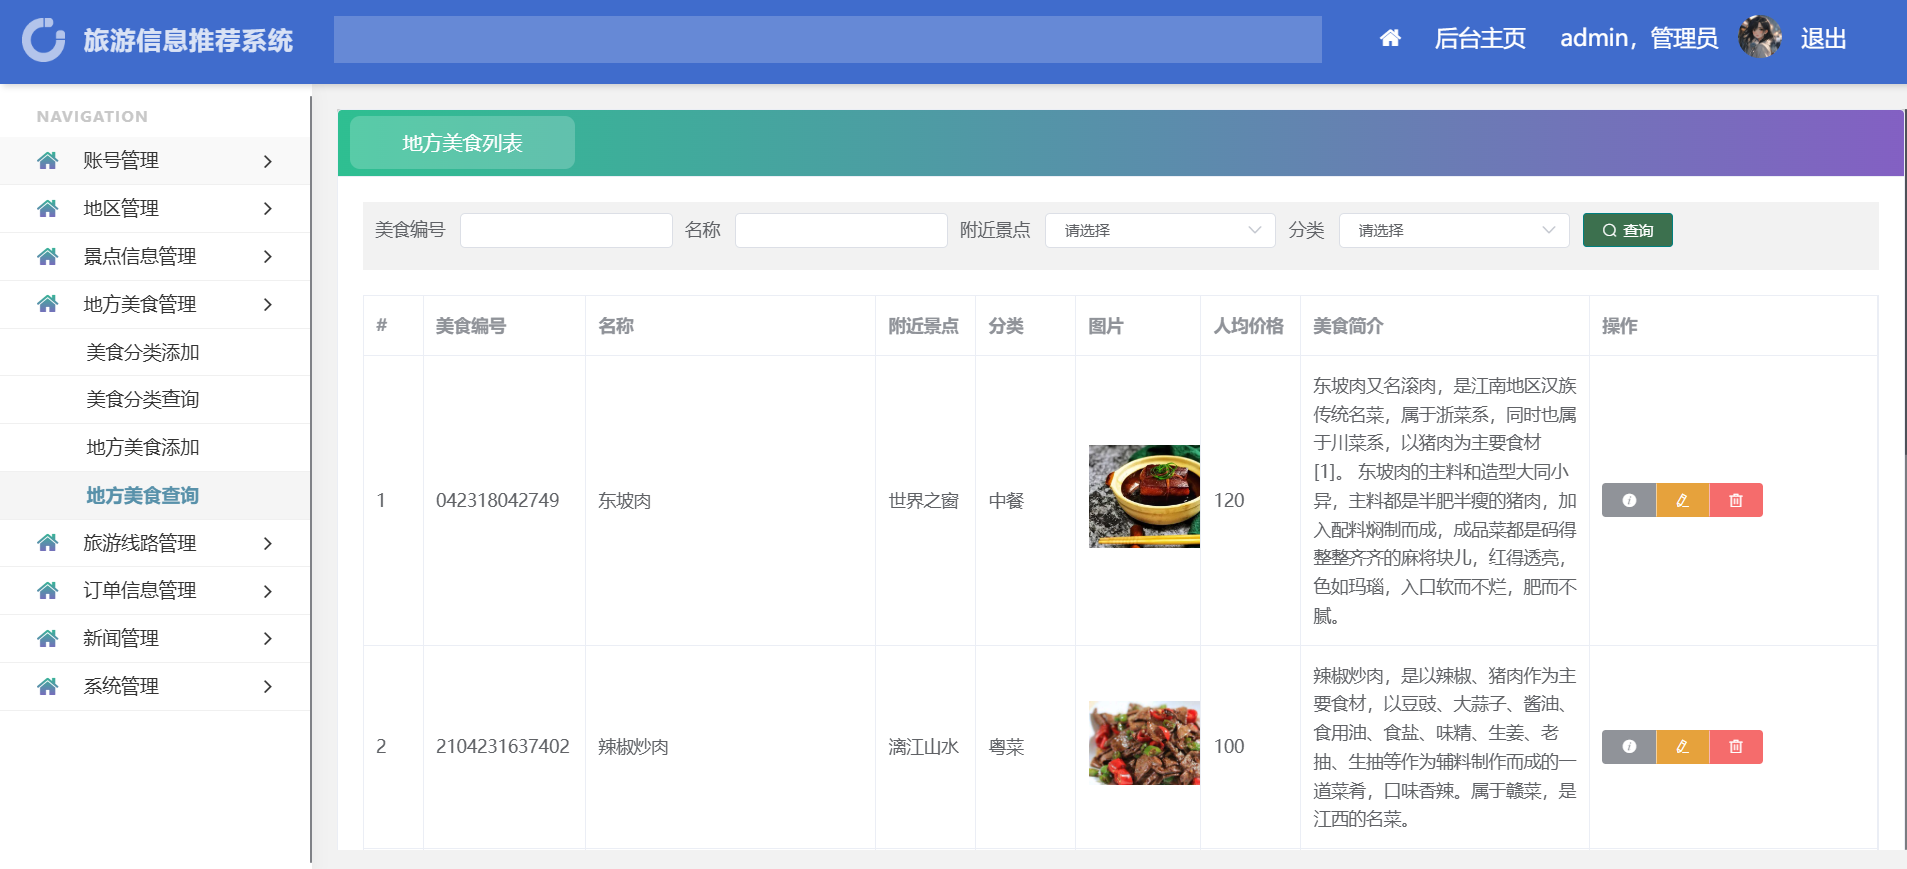 旅游信息推荐系统
后台主页
admin，管理员
退出
NAVIGATION
账号管理
地区管理
景点信息管理
地方美食管理
美食分类添加
美食分类查询
地方美食添加
地方美食查询
旅游线路管理
订单信息管理
新闻管理
系统管理
地方美食列表
美食编号
名称
附近景点
请选择
分类
请选择
查询
#
美食编号
名称
附近景点
分类
图片
人均价格
美食简介
操作
1
042318042749
东坡肉
世界之窗
中餐
120
东坡肉又名滚肉，是江南地区汉族
传统名菜，属于浙菜系，同时也属
于川菜系，以猪肉为主要食材
[1]。 东坡肉的主料和造型大同小
异，主料都是半肥半瘦的猪肉，加
入配料焖制而成，成品菜都是码得
整整齐齐的麻将块儿，红得透亮，
色如玛瑙，入口软而不烂，肥而不
腻。
2
2104231637402
辣椒炒肉
漓江山水
粤菜
100
辣椒炒肉，是以辣椒、猪肉作为主
要食材，以豆豉、大蒜子、酱油、
食用油、食盐、味精、生姜、老
抽、生抽等作为辅料制作而成的一
道菜肴，口味香辣。属于赣菜，是
江西的名菜。